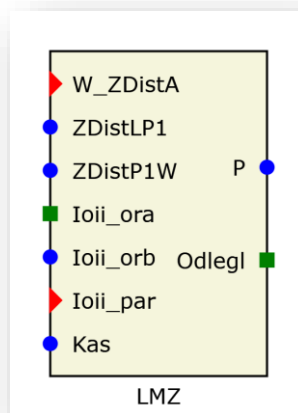 W_ZDistA
ZDistLP1
ZDistP1W
P
Ioii_ora
Ioii_orb
Odlegl
Ioii_par
Kas
LMZ